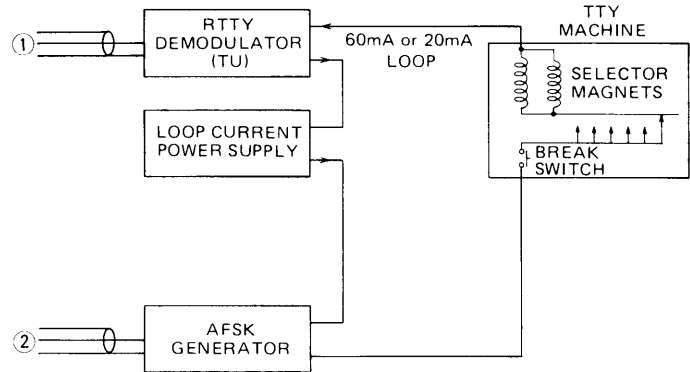 RTTY
DEMODULATOR
(TU)
60mA or 20mA
LOOP
TTY
MACHINE
SELECTOR
MAGNETS
BREAK
SWITCH
1
LOOP CURRENT
POWER SUPPLY
AFSK
GENERATOR
2